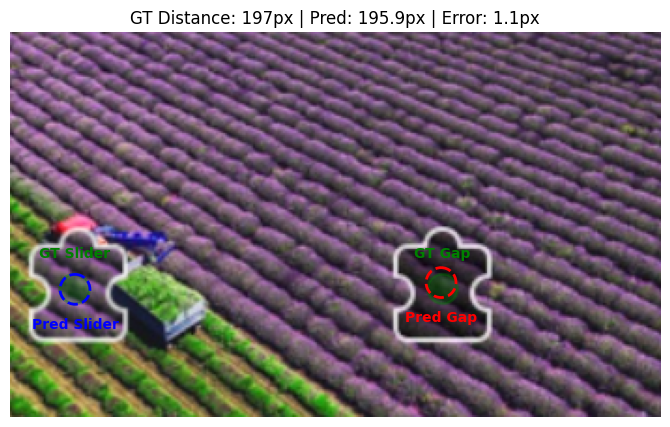 GT Distance: 197px | Pred: 195.9px | Error: 1.1px
GT Slider
GT Gap
Pred Gap
Pred Slider